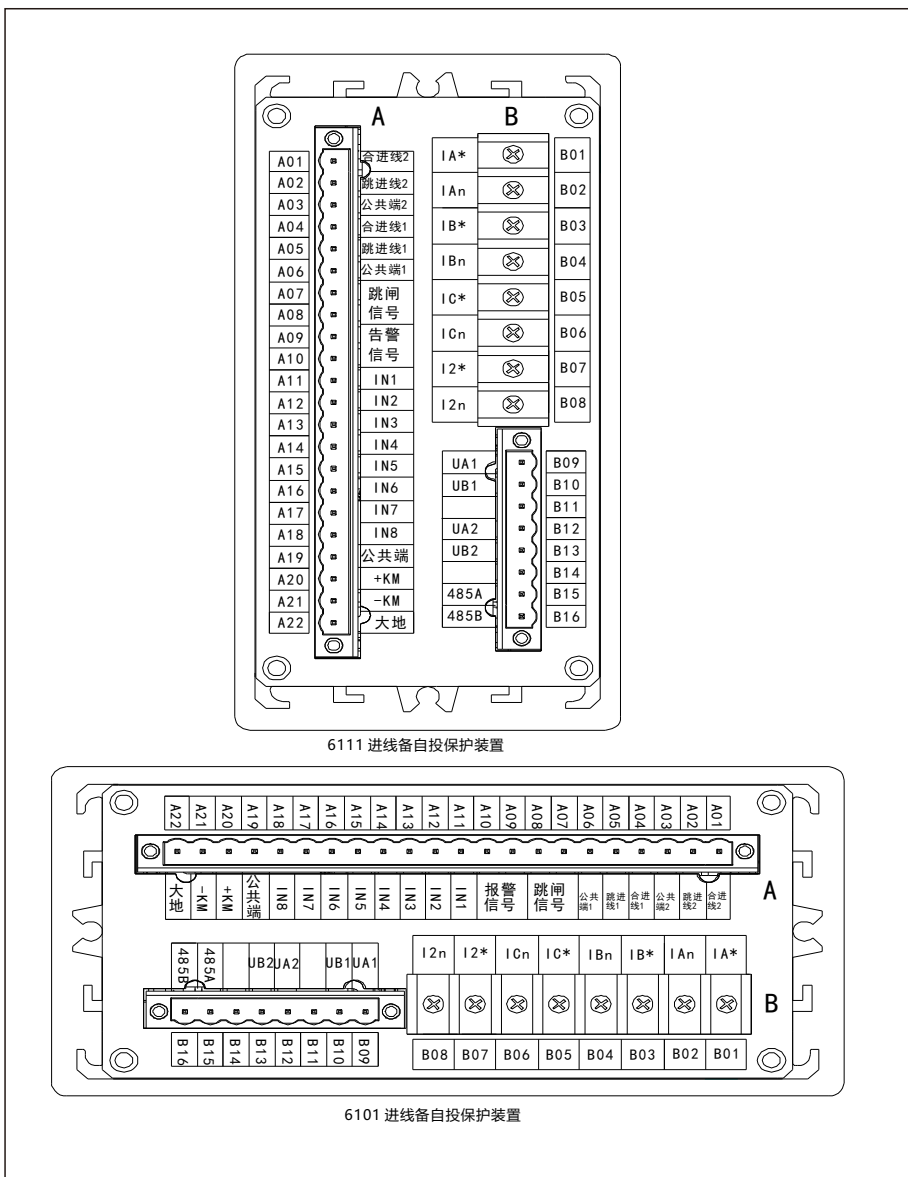 A B
A01 合进线2
A02 跳进线2
A03 公共端2
A04 合进线1
A05 跳进线1
A06 公共端1
A07 跳闸
A08 信号
A09 告警
A10 信号
A11 IN1
A12 IN2
A13 IN3
A14 IN4
A15 IN5
A16 IN6
A17 IN7
A18 IN8
A19 公共端
A20 +KM
A21 -KM
A22 大地
IA* B01
IAn B02
IB* B03
IBn B04
IC* B05
ICn B06
I2* B07
I2n B08
UA1 B09
UB1 B10
B11
UA2 B12
UB2 B13
B14
485A B15
485B B16
6111 进线备自投保护装置
A22 A21 A20 A19 A18 A17 A16 A15 A14 A13 A12 A11 A10 A09 A08 A07 A06 A05 A04 A03 A02 A01
大地 -KM +KM 公共端 IN8 IN7 IN6 IN5 IN4 IN3 IN2 IN1 报警信号 跳闸信号 公共端1 跳进线1 合进线1 公共端2 跳进线2 合进线2
A
485B 485A UB2 UA2 UB1 UA1 I2n I2* ICn IC* IBn IB* IAn IA*
B
B16 B15 B14 B13 B12 B11 B10 B09 B08 B07 B06 B05 B04 B03 B02 B01
6101 进线备自投保护装置